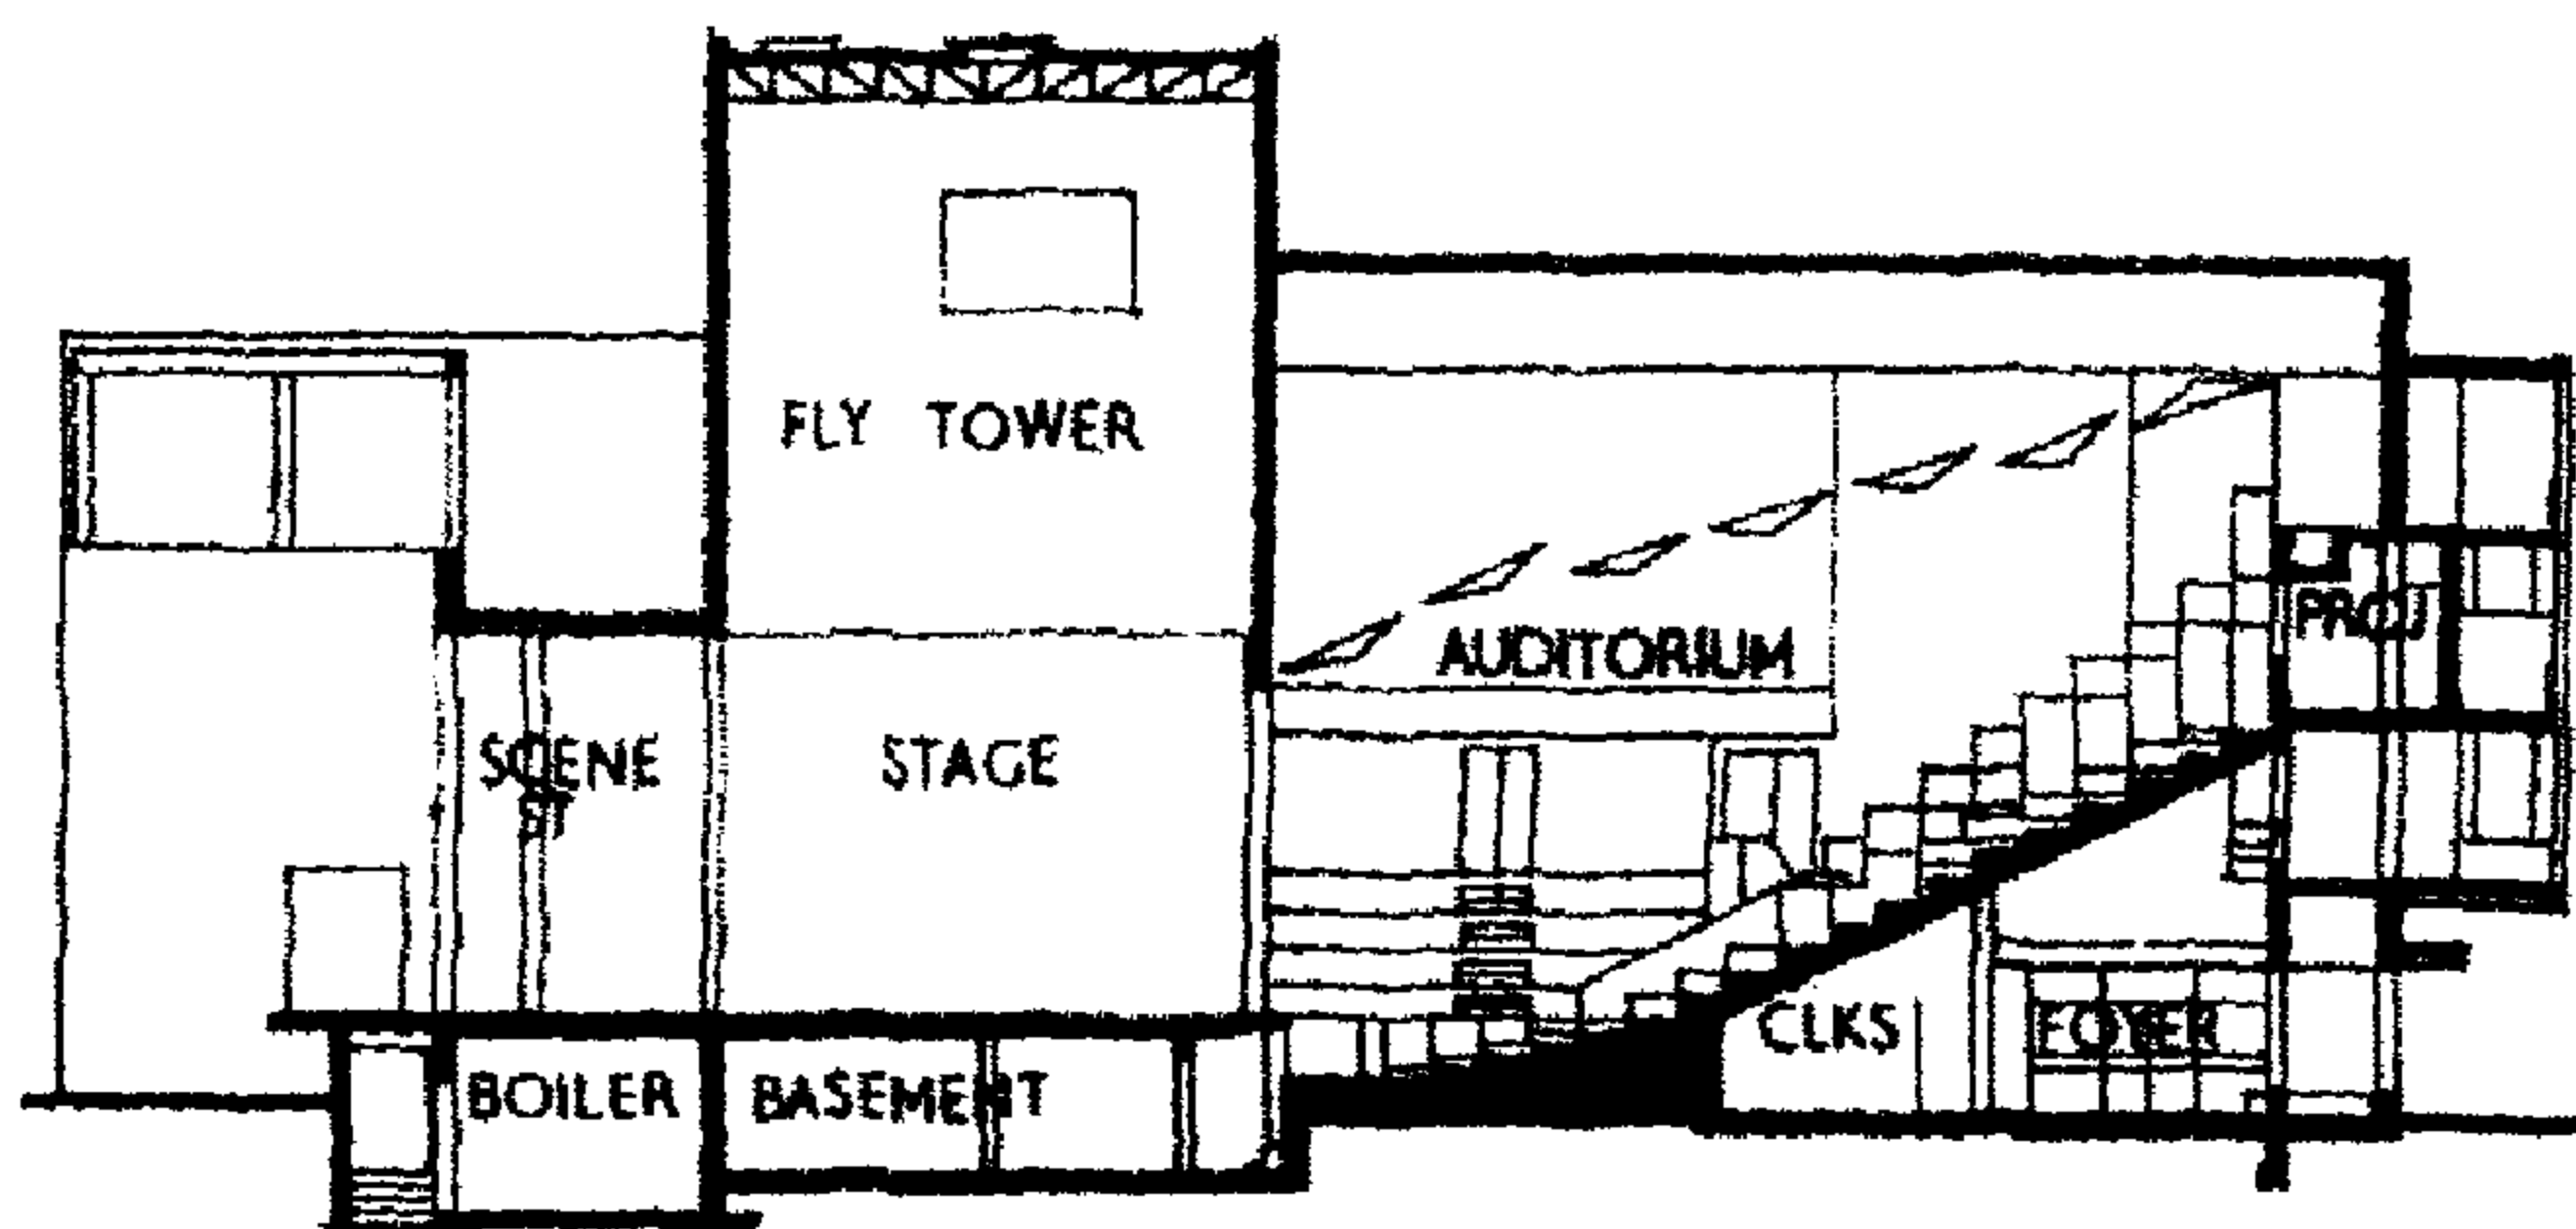 FLY TOWER
AUDITORIUM
PROJ
SCENE
ST
STAGE
CLKS
FOYER
BOILER
BASEMENT